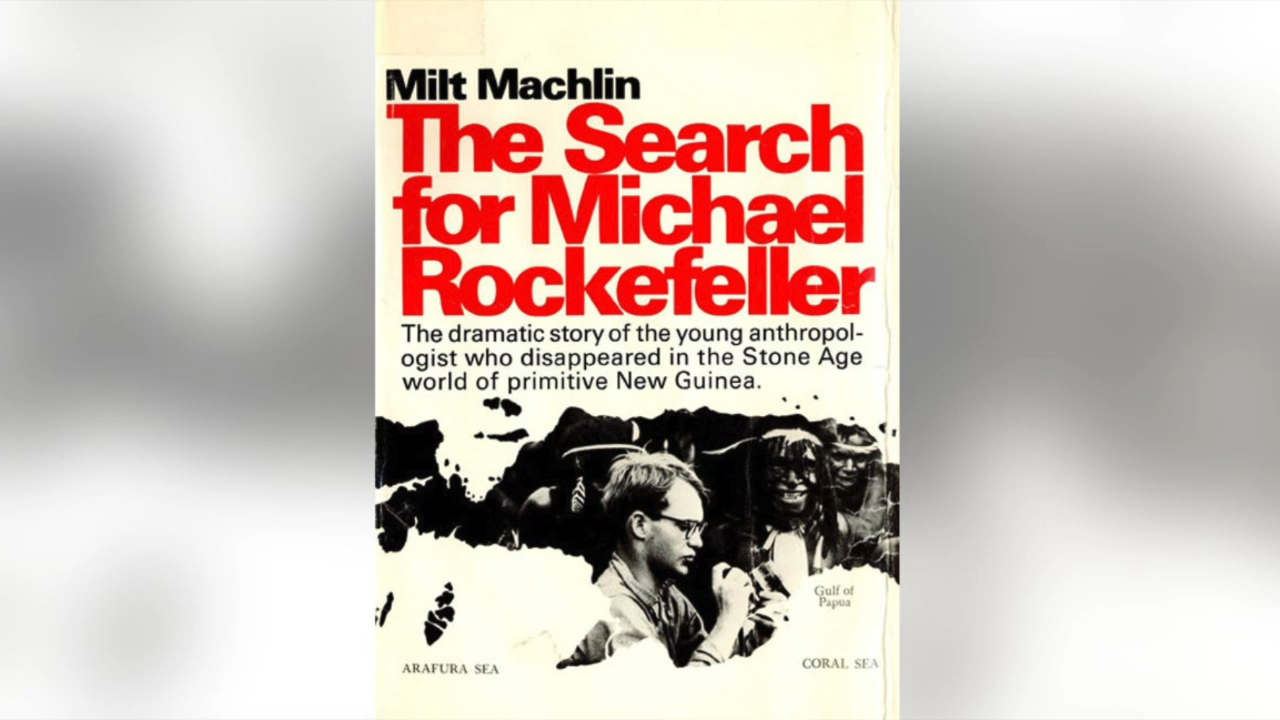 Milt Machlin
The Search
for Michael
Rockefeller
The dramatic story of the young anthropol-
ogist who disappeared in the Stone Age
world of primitive New Guinea.
Gulf of
Papua
ARAFURA SEA
CORAL SEA